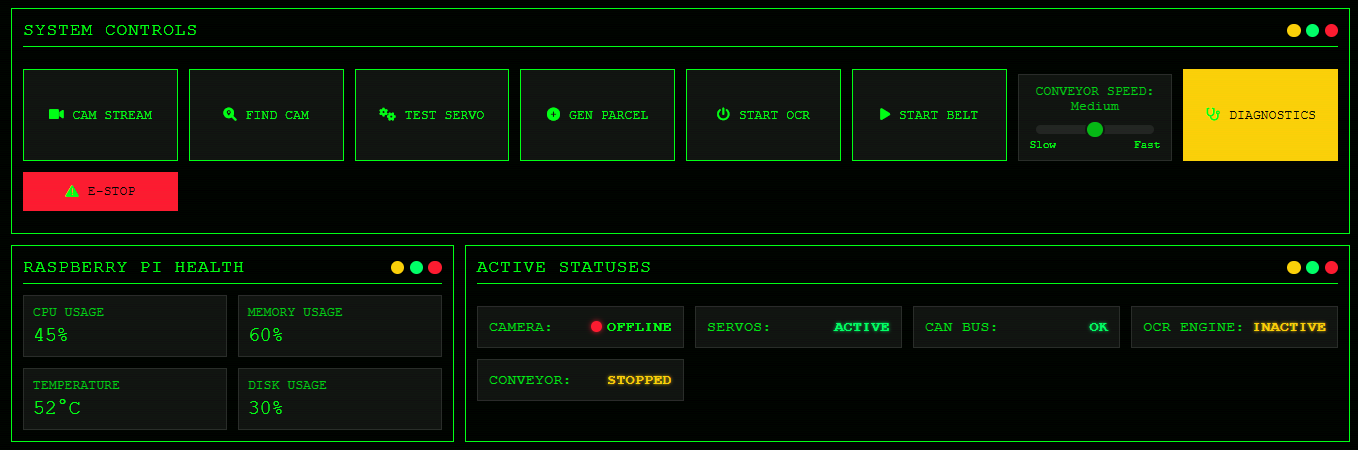 SYSTEM CONTROLS
CAM STREAM
FIND CAM
TEST SERVO
GEN PARCEL
START OCR
START BELT
CONVEYOR SPEED:
Medium
Slow
Fast
DIAGNOSTICS
E-STOP
RASPBERRY PI HEALTH
CPU USAGE
45%
MEMORY USAGE
60%
TEMPERATURE
52°C
DISK USAGE
30%
ACTIVE STATUSES
CAMERA: OFFLINE
SERVOS: ACTIVE
CAN BUS: OK
OCR ENGINE: INACTIVE
CONVEYOR: STOPPED